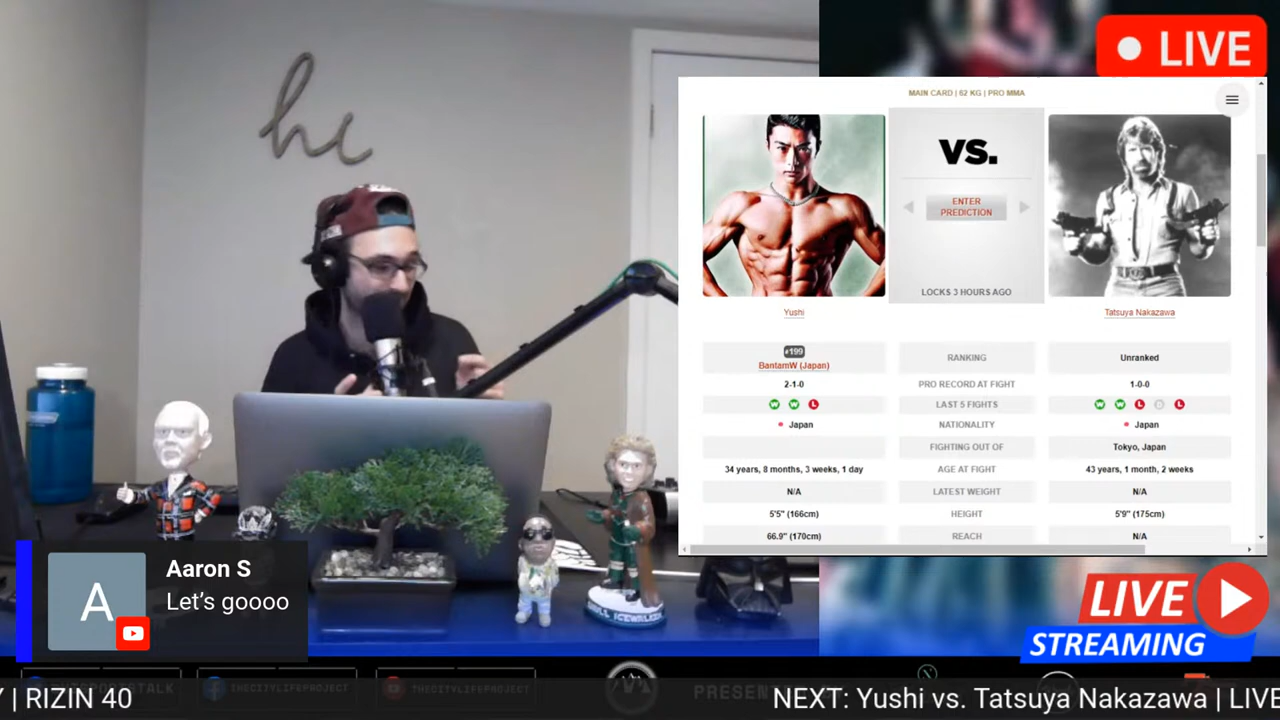 hi
LIVE
MAIN CARD | 62 KG | PRO MMA
VS.
ENTER
PREDICTION
LOCKS 3 HOURS AGO
Yushi
Tatsuya Nakazawa
#199
BantamW (Japan)
RANKING
Unranked
2-1-0
PRO RECORD AT FIGHT
1-0-0
W W L
LAST 5 FIGHTS
W W L D L
Japan
NATIONALITY
Japan
FIGHTING OUT OF
Tokyo, Japan
34 years, 8 months, 3 weeks, 1 day
AGE AT FIGHT
43 years, 1 month, 2 weeks
N/A
LATEST WEIGHT
N/A
5'5" (166cm)
HEIGHT
5'9" (175cm)
66.9" (170cm)
REACH
N/A
A
Aaron S
Let's goooo
LIVE
STREAMING
THECITYLIFEPROJECT
THECITYLIFEPROJECT
Y | RIZIN 40
NEXT: Yushi vs. Tatsuya Nakazawa | LIVE